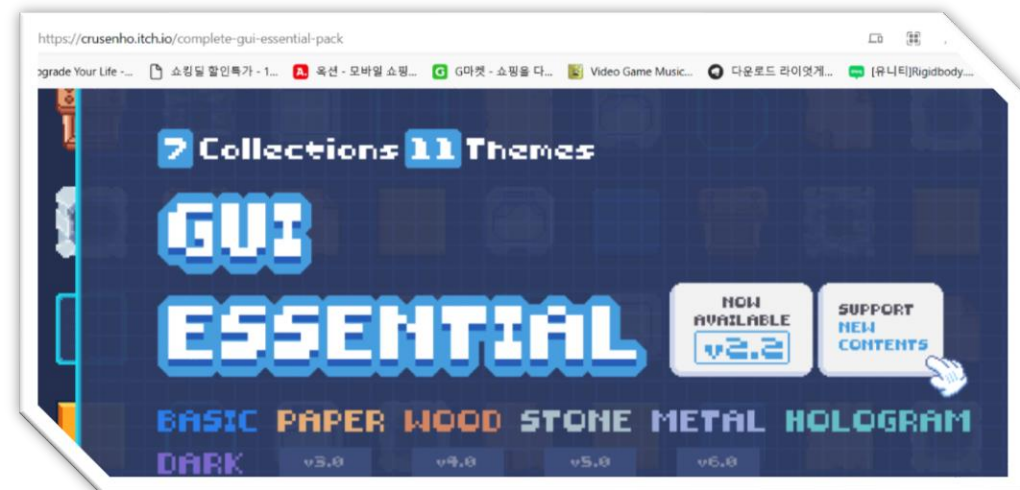 https://crusenho.itch.io/complete-gui-essential-pack
pgrade Your Life -... 쇼킹딜 할인특가 - 1... A. 옥션 - 모바일 쇼핑... G G마켓 - 쇼핑을 다... Video Game Music... 다운로드 라이엇게... [유니티]Rigidbody....
7 Collections 11 Themes
GUI
ESSENTIAL
NOW
AVAILABLE
v2.2
SUPPORT
NEW
CONTENTS
BASIC PAPER WOOD STONE METAL HOLOGRAM
DARK v3.0 v4.0 v5.0 v6.0